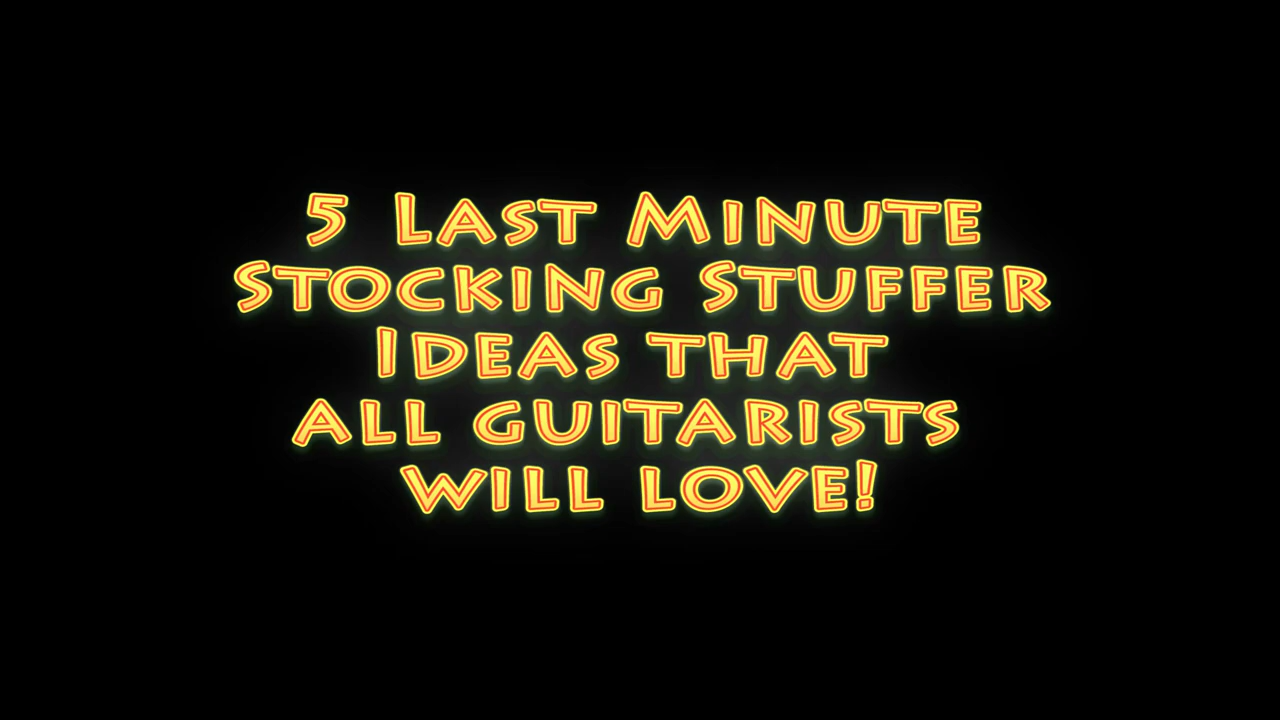 5 Last Minute
Stocking Stuffer
Ideas that
all guitarists
will love!